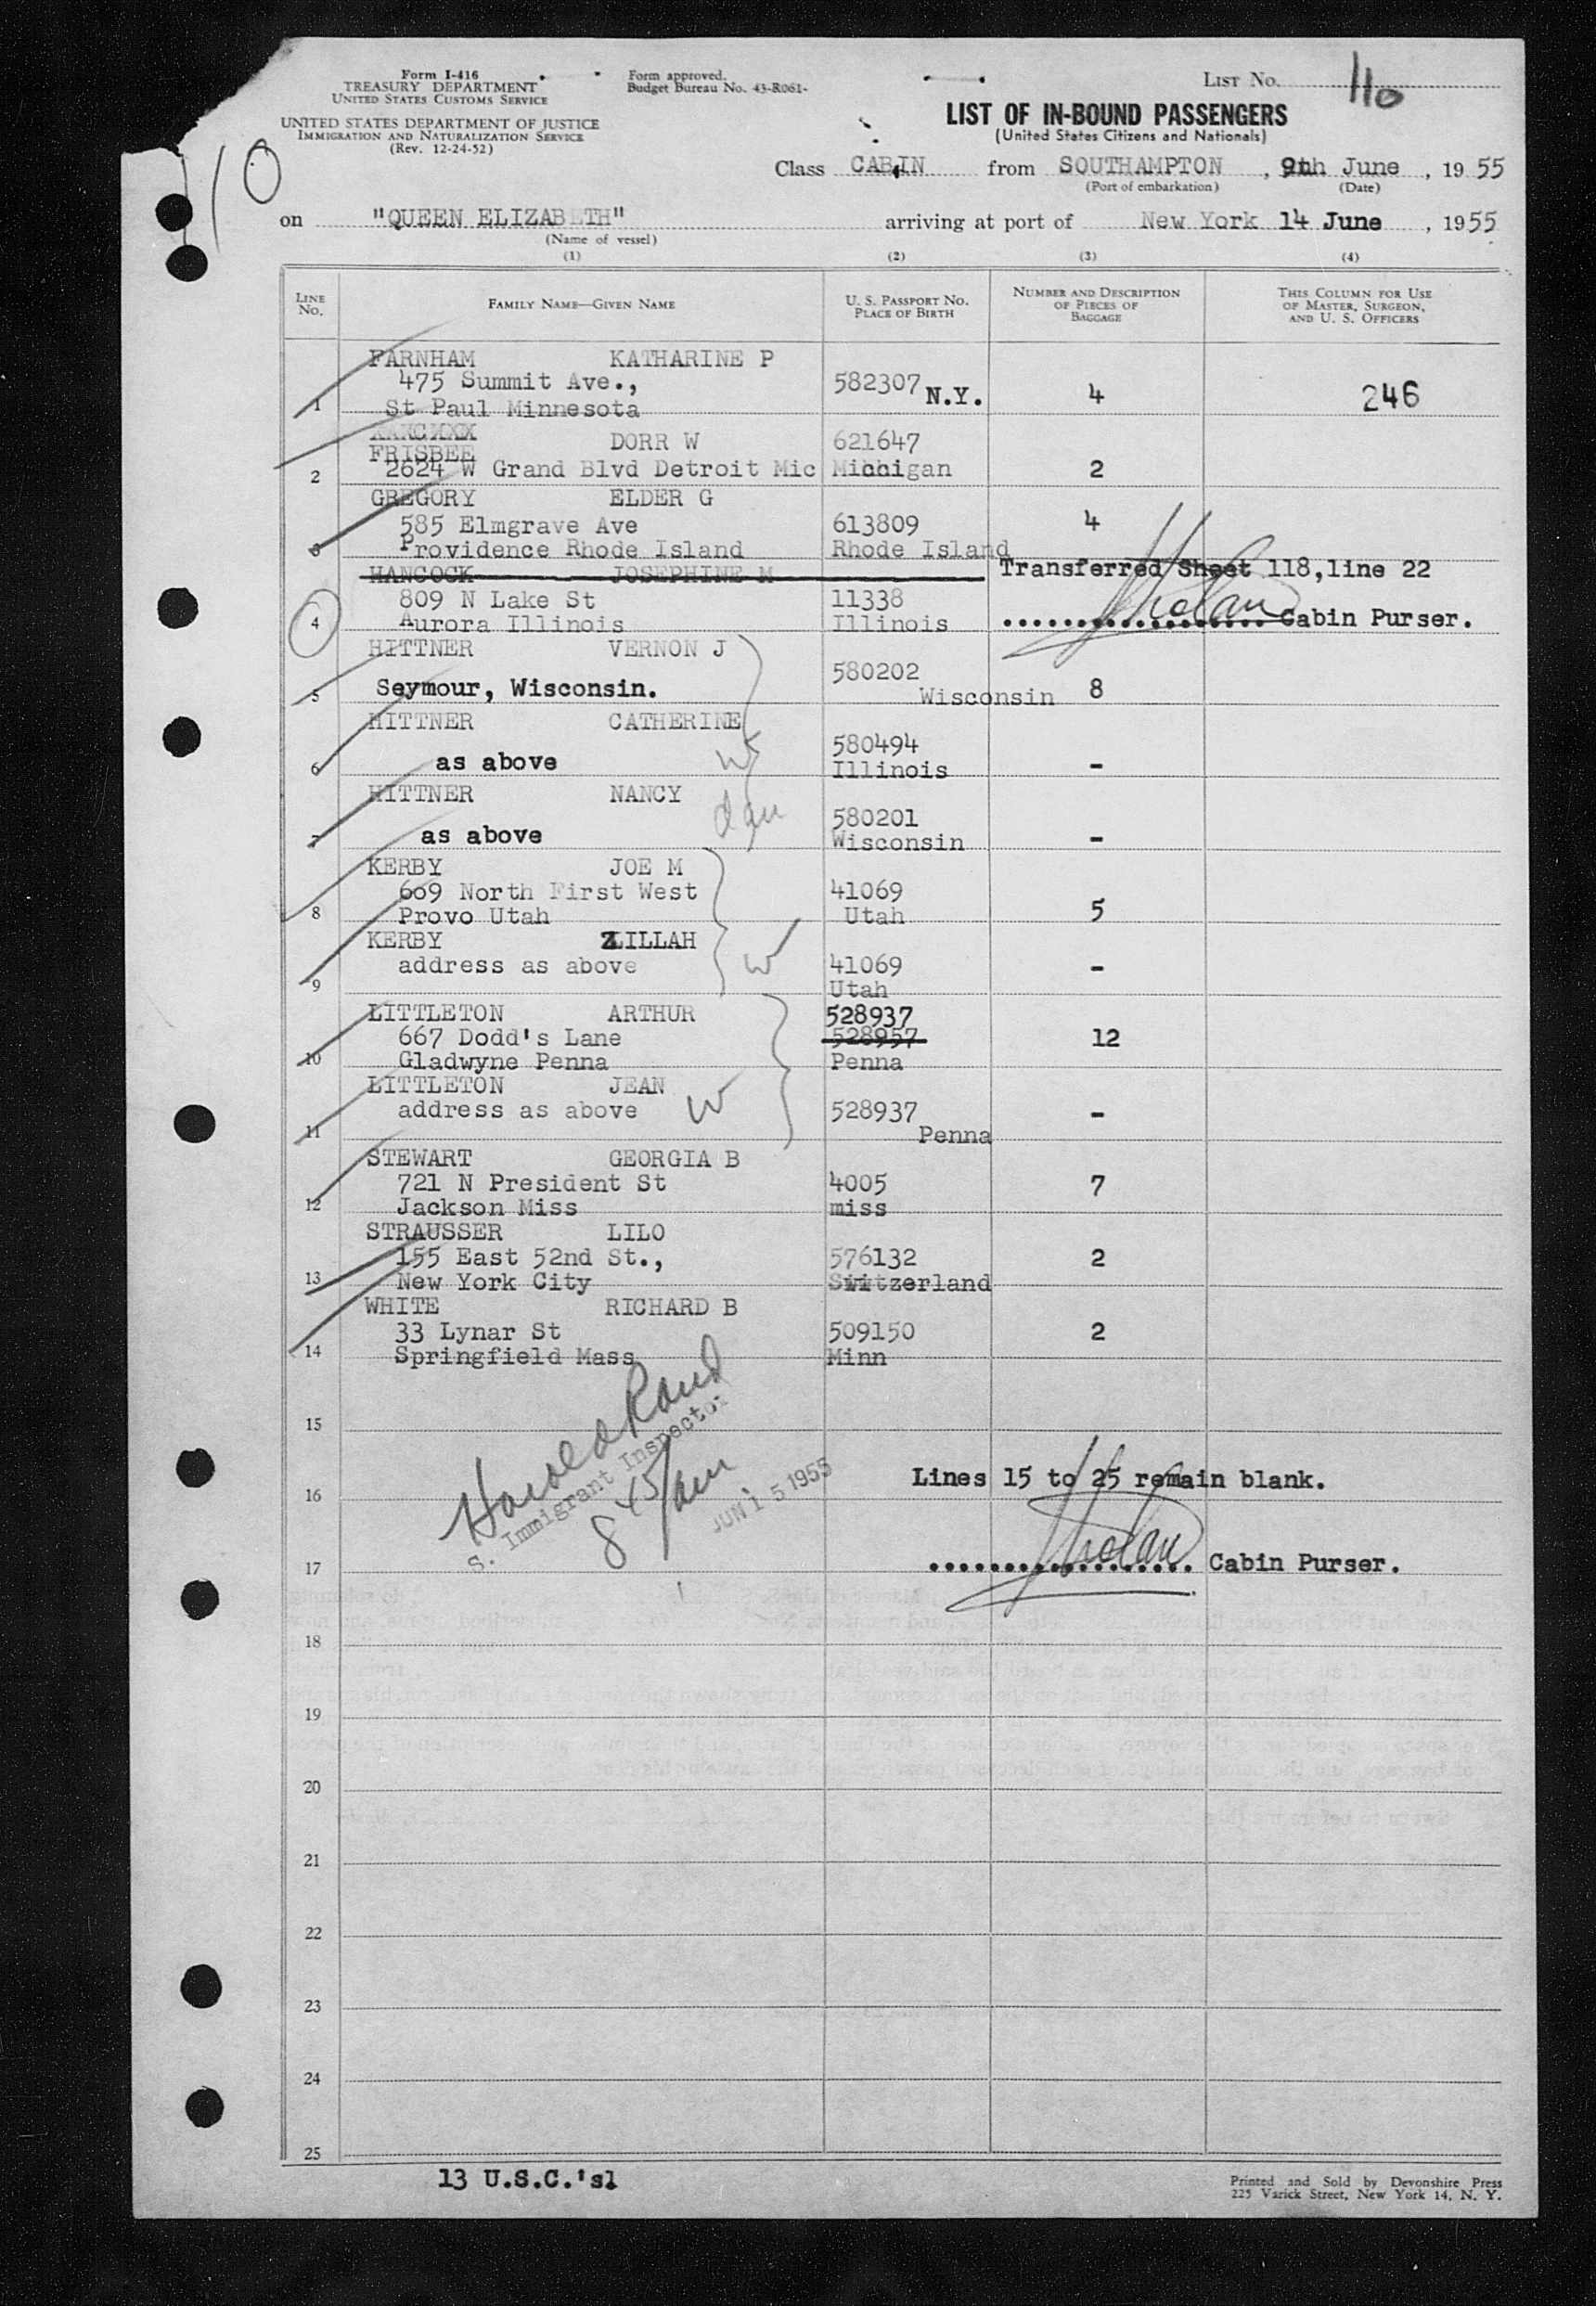 Form I-416
TREASURY DEPARTMENT
UNITED STATES CUSTOMS SERVICE
UNITED STATES DEPARTMENT OF JUSTICE
IMMIGRATION AND NATURALIZATION SERVICE
(Rev. 12-24-52)
Form approved.
Budget Bureau No. 43-R061-
LIST No. 110
110
LIST OF IN-BOUND PASSENGERS
(United States Citizens and Nationals)
Class CABIN from SOUTHAMPTON, 9th June, 1955
(Port of embarkation) (Date)
on "QUEEN ELIZABETH" arriving at port of New York 14 June, 1955
(Name of vessel)
(1) (2) (3) (4)
LINE No. FAMILY NAME—GIVEN NAME U. S. PASSPORT NO. PLACE OF BIRTH NUMBER AND DESCRIPTION OF PIECES OF BAGGAGE THIS COLUMN FOR USE OF MASTER, SURGEON, AND U. S. OFFICERS
FARNHAM KATHARINE P
475 Summit Ave., 582307 N.Y. 4 246
1 St Paul Minnesota
FRISBEE DORR W 621647
2 2624 W Grand Blvd Detroit Mic Michigan 2
GREGORY ELDER G
585 Elmgrave Ave 613809 4
3 Providence Rhode Island Rhode Island
HANCOCK JOSEPHINE M Transferred Sheet 118,line 22
809 N Lake St 11338
4 Aurora Illinois Illinois Cabin Purser.
HITTNER VERNON J
580202
5 Seymour, Wisconsin. Wisconsin 8
HITTNER CATHERINE
580494
6 as above w Illinois -
HITTNER NANCY
dau 580201
7 as above Wisconsin -
KERBY JOE M
609 North First West 41069
8 Provo Utah Utah 5
KERBY ZILLAH
address as above w 41069 -
9 Utah
LITTLETON ARTHUR 528937
667 Dodd's Lane 528957 12
10 Gladwyne Penna Penna
LITTLETON JEAN
address as above w 528937 -
11 Penna
STEWART GEORGIA B
721 N President St 4005 7
12 Jackson Miss miss
STRAUSSER LILO
155 East 52nd St., 576132 2
13 New York City Switzerland
WHITE RICHARD B
33 Lynar St 509150 2
14 Springfield Mass Minn
15
Harold Rand
S. Immigrant Inspector
8 45/am JUN 15 1955
16 Lines 15 to 25 remain blank.
17 Cabin Purser.
18
19
20
21
22
23
24
25
13 U.S.C.'s1
Printed and Sold by Devonshire Press
225 Varick Street, New York 14, N. Y.